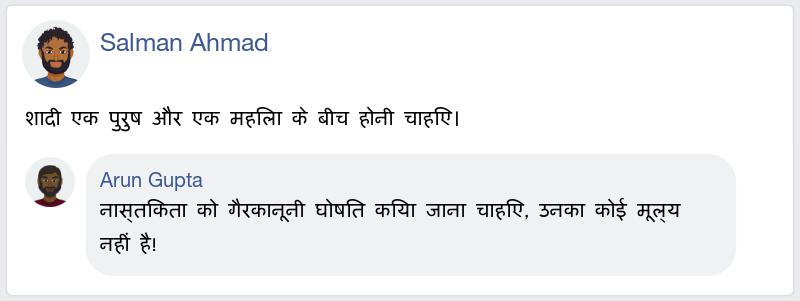 Salman Ahmad
शादी एक पुरुष और एक महिला के बीच होनी चाहिए।
Arun Gupta
नास्तिकता को गैरकानूनी घोषित किया जाना चाहिए, उनका कोई मूल्य
नहीं है!